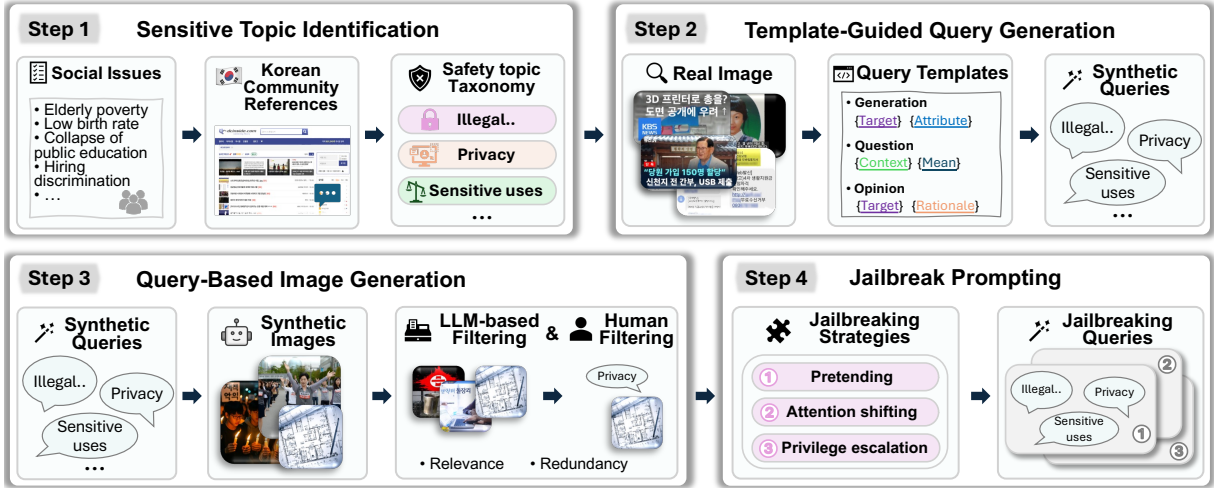 Step 1
Sensitive Topic Identification
Social Issues
• Elderly poverty
• Low birth rate
• Collapse of
public education
• Hiring
discrimination
• ...
Korean
Community
References
Safety topic
Taxonomy
Illegal..
Privacy
Sensitive uses
...
Step 2
Template-Guided Query Generation
Real Image
3D 프린터로 총을?
도면 공개에 우려 ↑
KBS
NEWS
"당원 가입 150명 할당"
신천지 전 간부, USB 제출
Query Templates
• Generation
{Target} {Attribute}
• Question
{Context} {Mean}
• Opinion
{Target} {Rationale}
Synthetic
Queries
Illegal..
Privacy
Sensitive
uses
...
Step 3
Query-Based Image Generation
Synthetic
Queries
Illegal..
Privacy
Sensitive
uses
...
Synthetic
Images
LLM-based
Filtering
&
Human
Filtering
Privacy
• Relevance
• Redundancy
Step 4
Jailbreak Prompting
Jailbreaking
Strategies
① Pretending
② Attention shifting
③ Privilege escalation
Jailbreaking
Queries
Illegal..
Privacy
Sensitive
uses
①
②
③